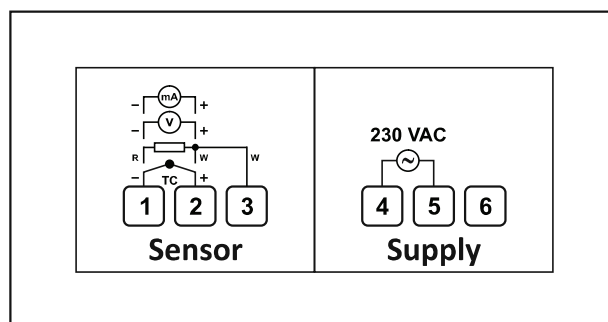 − mA +
− V +
R W W
− TC +
230 VAC
~
1 2 3
4 5 6
Sensor
Supply